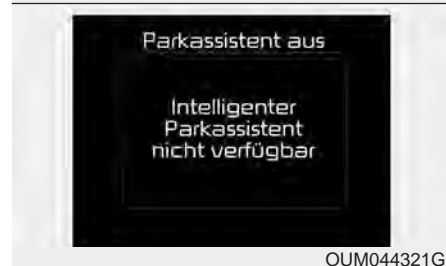 Parkassistent aus
Intelligenter
Parkassistent
nicht verfügbar
OUM044321G